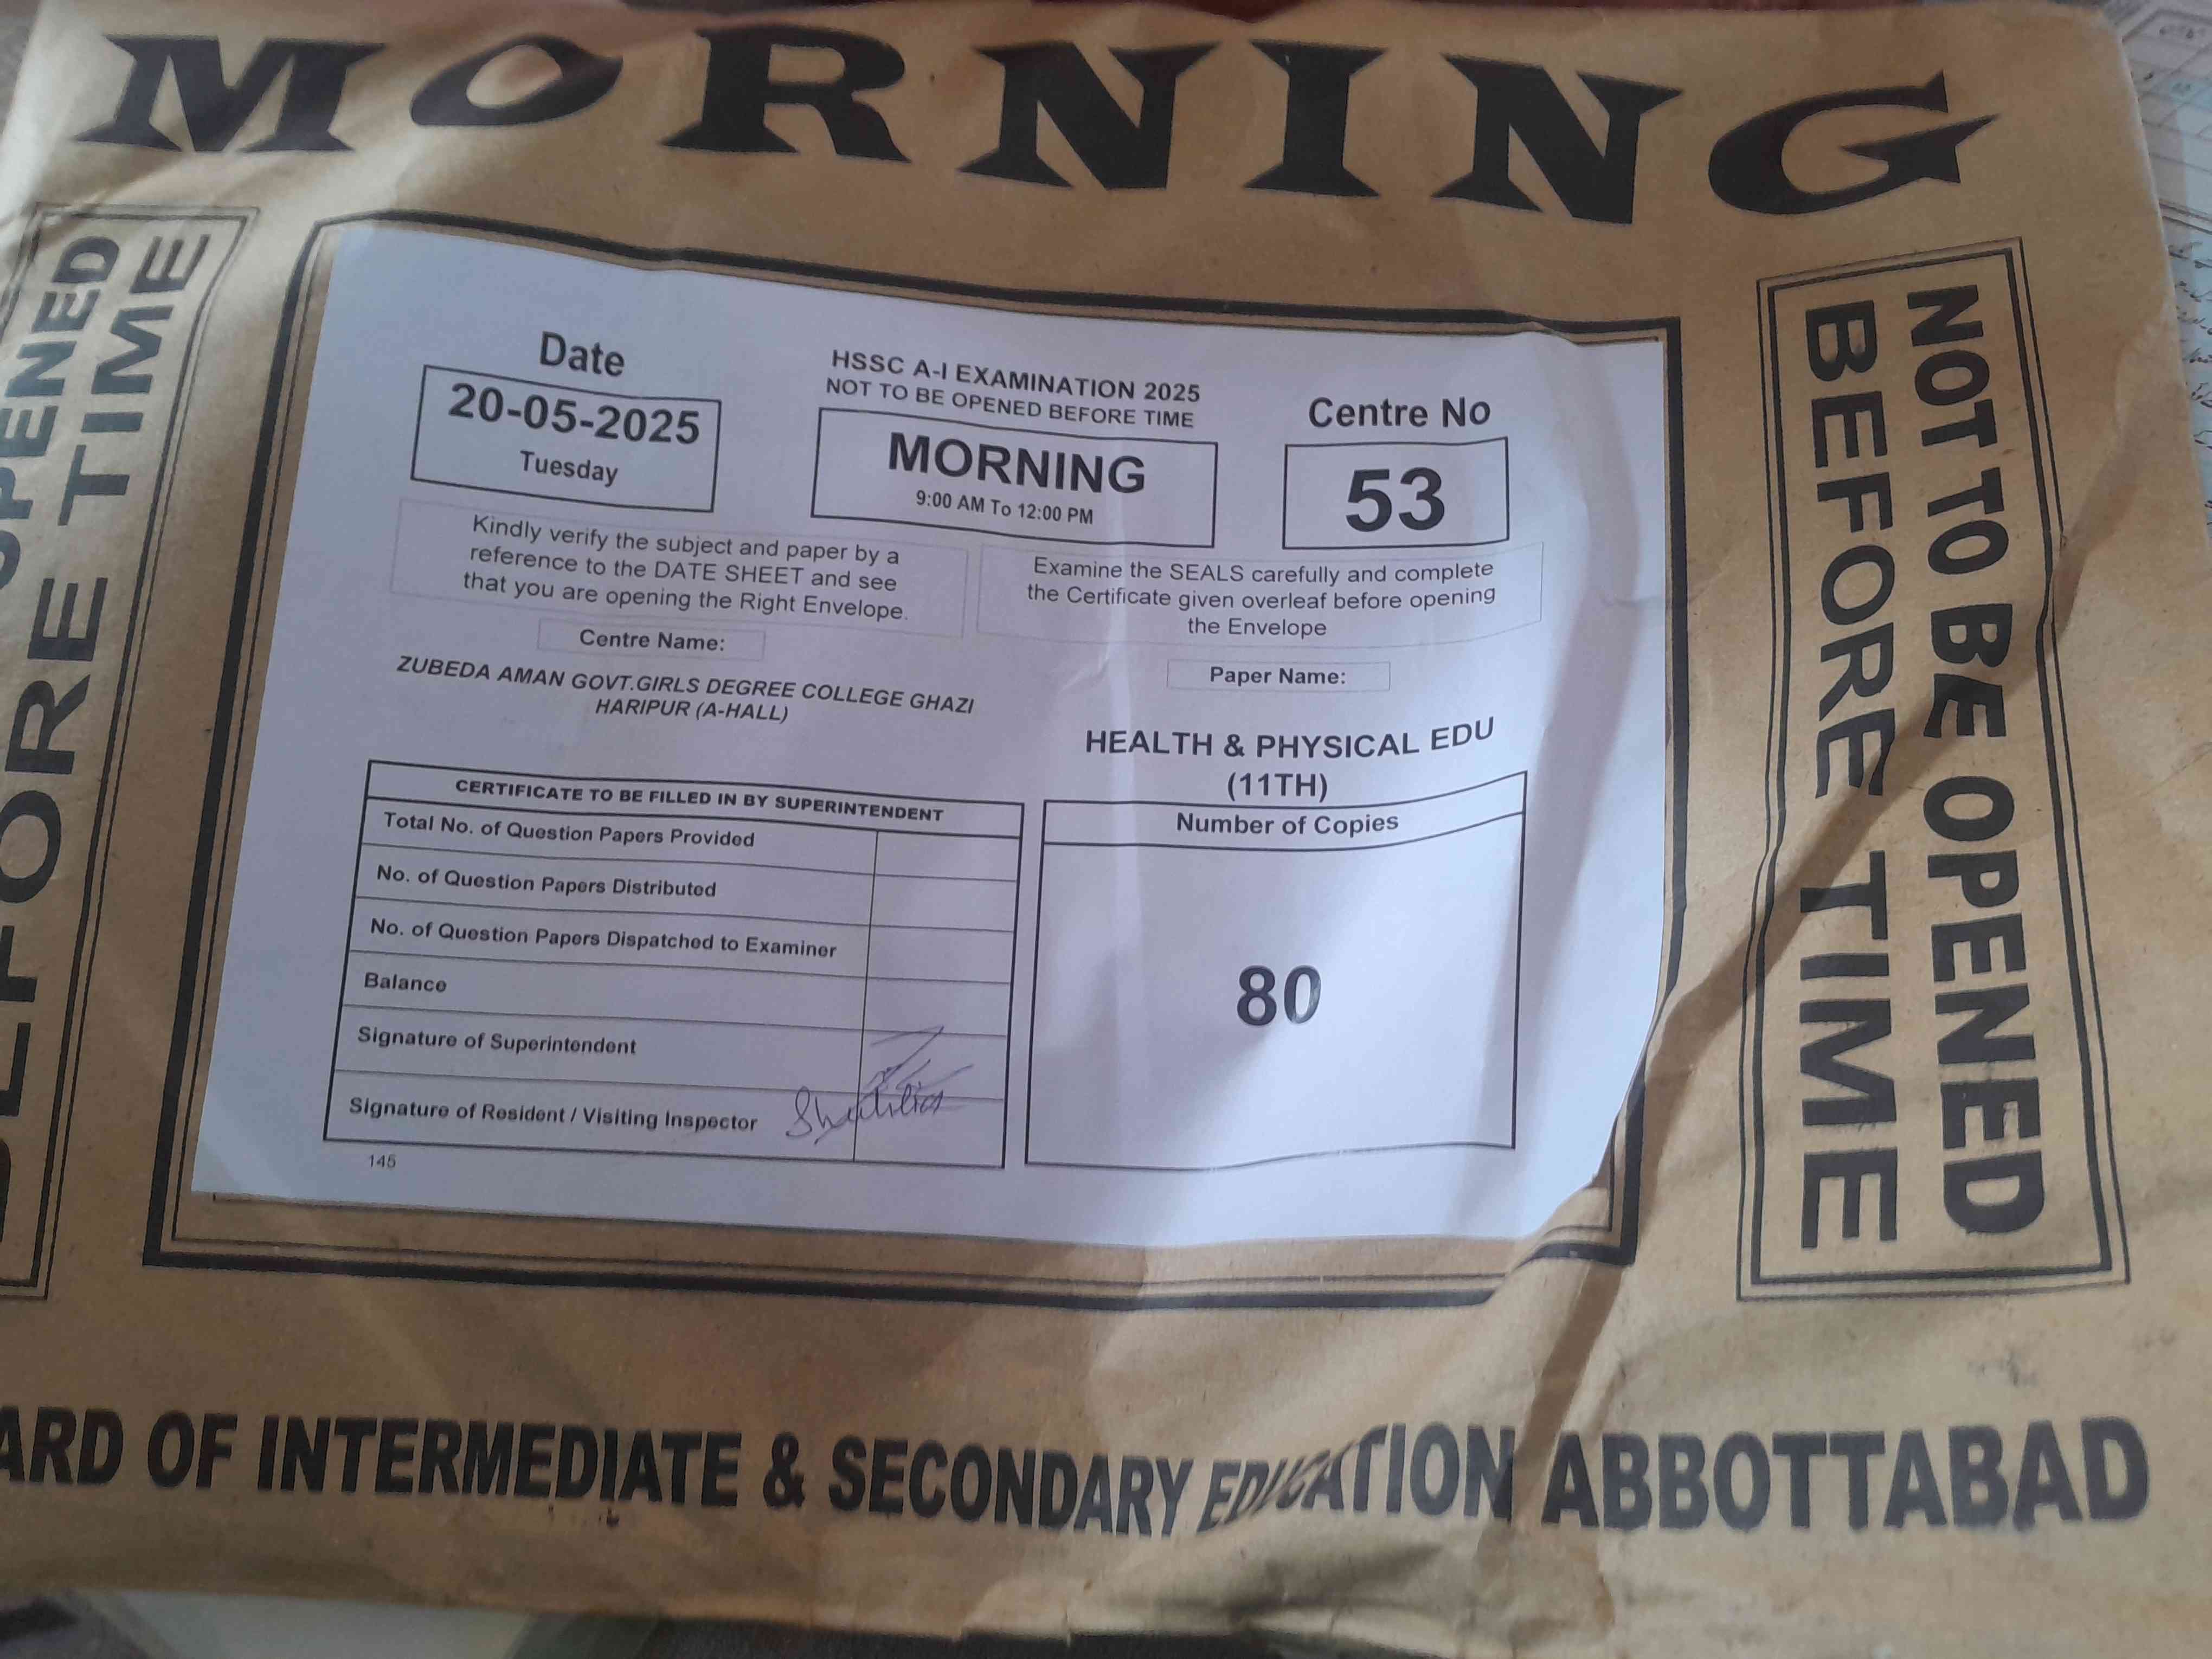 MORNING
OPENED
BEFORE TIME
Date
20-05-2025
Tuesday
HSSC A-I EXAMINATION 2025
NOT TO BE OPENED BEFORE TIME
MORNING
9:00 AM To 12:00 PM
Centre No
53
Kindly verify the subject and paper by a
reference to the DATE SHEET and see
that you are opening the Right Envelope.
Examine the SEALS carefully and complete
the Certificate given overleaf before opening
the Envelope
Centre Name:
ZUBEDA AMAN GOVT.GIRLS DEGREE COLLEGE GHAZI
HARIPUR (A-HALL)
Paper Name:
HEALTH & PHYSICAL EDU
(11TH)
CERTIFICATE TO BE FILLED IN BY SUPERINTENDENT
Total No. of Question Papers Provided
No. of Question Papers Distributed
No. of Question Papers Dispatched to Examiner
Balance
Signature of Superintendent
Signature of Resident / Visiting Inspector
Number of Copies
80
145
NOT TO BE OPENED
BEFORE TIME
ARD OF INTERMEDIATE & SECONDARY EDUCATION ABBOTTABAD